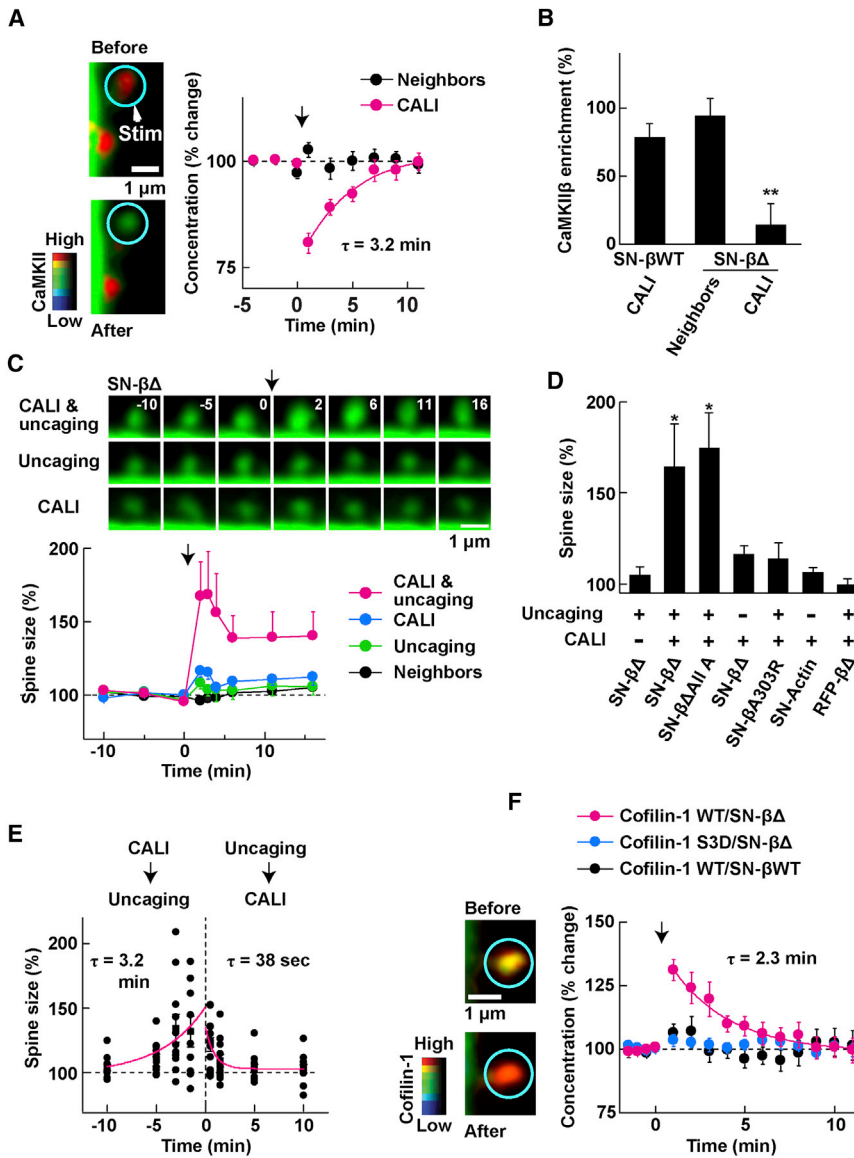 A
Before
Stim
1 µm
High
CaMKII
Low
After
Neighbors
CALI
Concentration (% change)
100
75
τ = 3.2 min
-5 0 5 10
Time (min)
B
CaMKIIβ enrichment (%)
100
50
0
SN-βWT SN-βΔ
CALI Neighbors CALI
**
C
SN-βΔ
CALI & uncaging
-10 -5 0 2 6 11 16
Uncaging
CALI
1 µm
Spine size (%)
200
150
100
-10 0 10
Time (min)
CALI & uncaging
CALI
Uncaging
Neighbors
D
Spine size (%)
200
150
100
* *
Uncaging + + + - + - +
CALI - + + + + + +
SN-βΔ
SN-βΔ
SN-βΔAll A
SN-βΔ
SN-βA303R
SN-Actin
RFP-βΔ
E
CALI
Uncaging
Uncaging
CALI
Spine size (%)
200
150
100
τ = 3.2 min
τ = 38 sec
-10 -5 0 5 10
Time (min)
F
Cofilin-1 WT/SN-βΔ
Cofilin-1 S3D/SN-βΔ
Cofilin-1 WT/SN-βWT
Before
1 µm
High
Cofilin-1
Low
After
Concentration (% change)
150
125
100
75
τ = 2.3 min
0 5 10
Time (min)